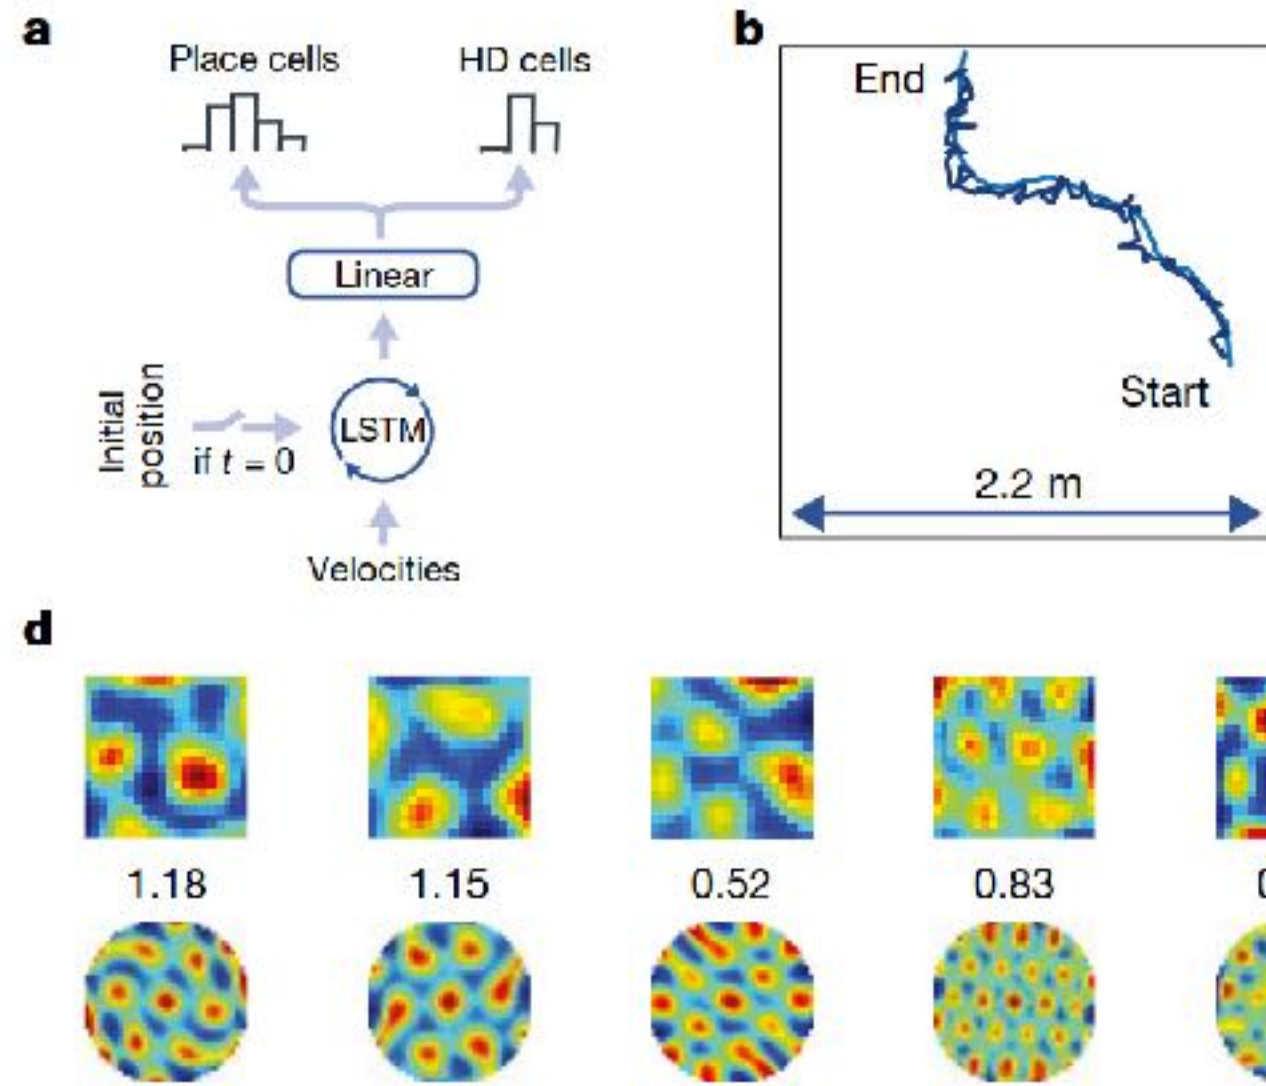 a
Place cells
HD cells
Linear
Initial
position
if t = 0
LSTM
Velocities
b
End
Start
2.2 m
d
1.18
1.15
0.52
0.83